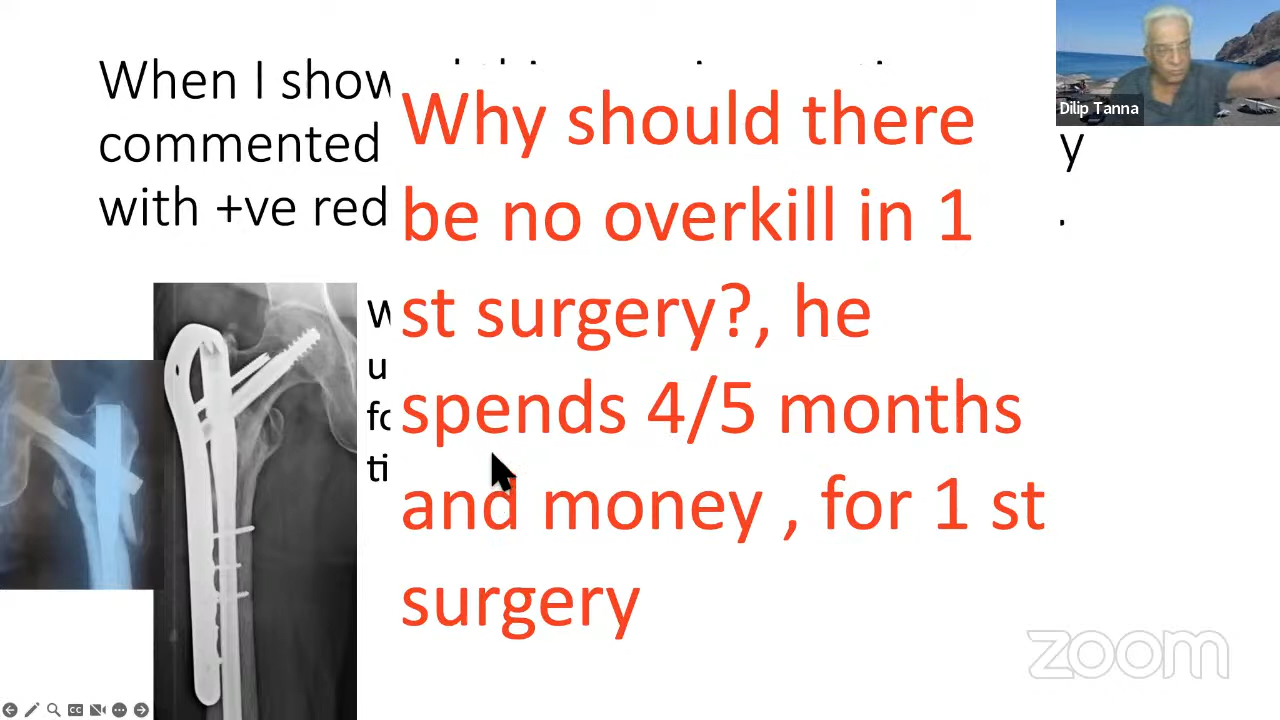 When I show
commented
with +ve red
y
.
Why should there
be no overkill in 1
st surgery?, he
spends 4/5 months
and money , for 1 st
surgery
u
ti
Dilip Tanna
zoom